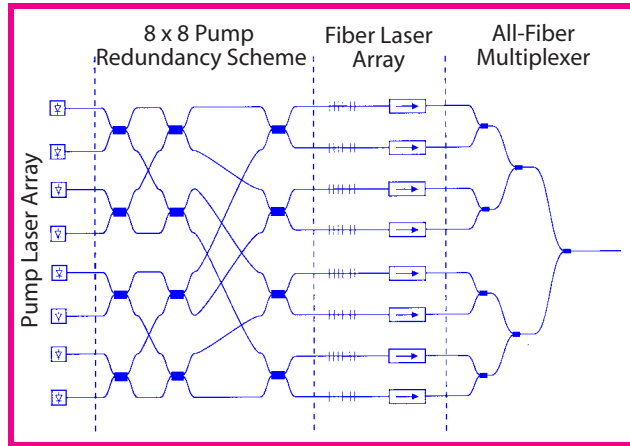 8 x 8 Pump
Redundancy Scheme
Fiber Laser
Array
All-Fiber
Multiplexer
Pump Laser Array